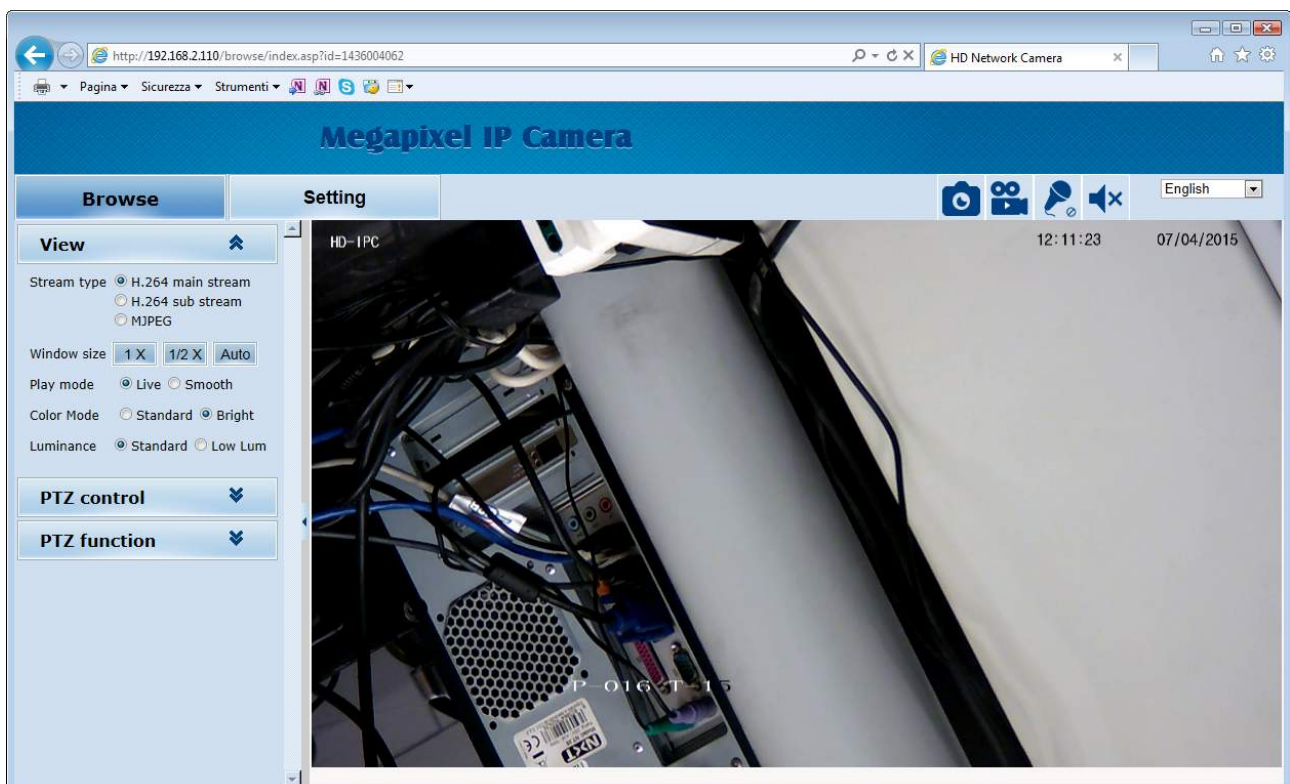 http://192.168.2.110/browse/index.asp?id=1436004062
HD Network Camera
Pagina Sicurezza Strumenti
Megapixel IP Camera
Browse Setting English
View
HD-IPC 12:11:23 07/04/2015
Stream type H.264 main stream
H.264 sub stream
MJPEG
Window size 1 X 1/2 X Auto
Play mode Live Smooth
Color Mode Standard Bright
Luminance Standard Low Lum
PTZ control
PTZ function
P-016 T-15
NXT